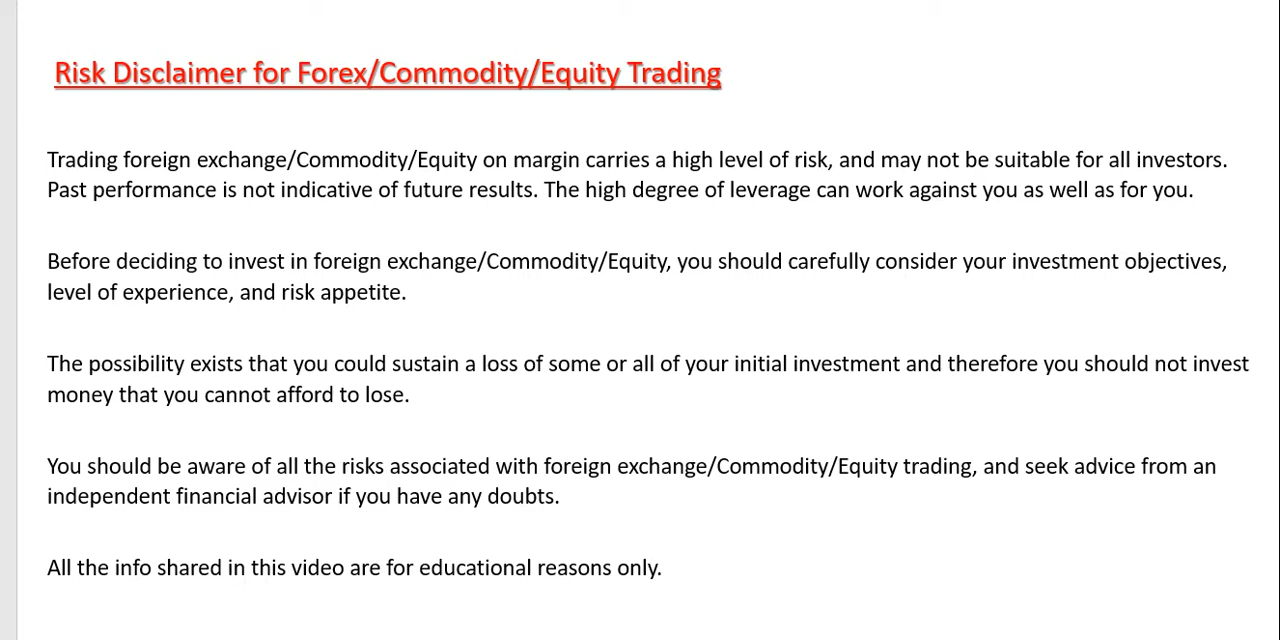 Risk Disclaimer for Forex/Commodity/Equity Trading
Trading foreign exchange/Commodity/Equity on margin carries a high level of risk, and may not be suitable for all investors.
Past performance is not indicative of future results. The high degree of leverage can work against you as well as for you.
Before deciding to invest in foreign exchange/Commodity/Equity, you should carefully consider your investment objectives,
level of experience, and risk appetite.
The possibility exists that you could sustain a loss of some or all of your initial investment and therefore you should not invest
money that you cannot afford to lose.
You should be aware of all the risks associated with foreign exchange/Commodity/Equity trading, and seek advice from an
independent financial advisor if you have any doubts.
All the info shared in this video are for educational reasons only.